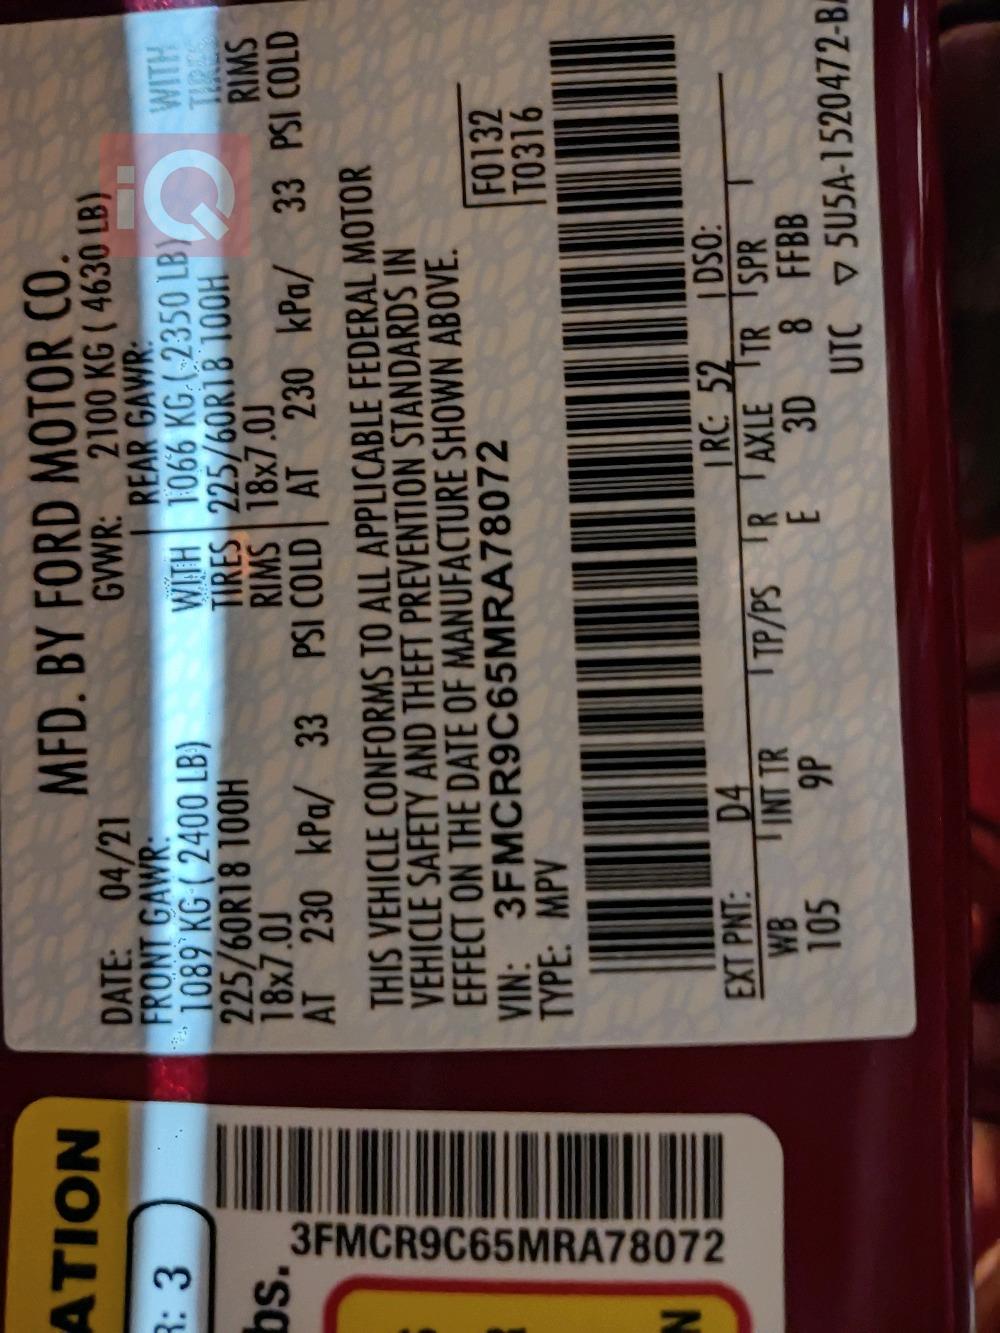 MFD. BY FORD MOTOR CO.
DATE: 04/21 GVWR: 2100 KG ( 4630 LB)
FRONT GAWR: REAR GAWR:
1089 KG ( 2400 LB) WITH 1066 KG ( 2350 LB) WITH
225/60R18 100H TIRES 225/60R18 100H TIRES
18x7.0J RIMS 18x7.0J RIMS
AT 230 kPa/ 33 PSI COLD AT 230 kPa/ 33 PSI COLD
THIS VEHICLE CONFORMS TO ALL APPLICABLE FEDERAL MOTOR
VEHICLE SAFETY AND THEFT PREVENTION STANDARDS IN
EFFECT ON THE DATE OF MANUFACTURE SHOWN ABOVE.
VIN: 3FMCR9C65MRA78072 F0132
TYPE: MPV T0316
EXT PNT: D4 RC: 52 DSO:
WB INT TR TP/PS R AXLE TR SPR
105 9P E 3D 8 FFBB
UTC ▽ 5U5A-1520472-BA
ATION
R: 3
bs.
3FMCR9C65MRA78072
N
iQ